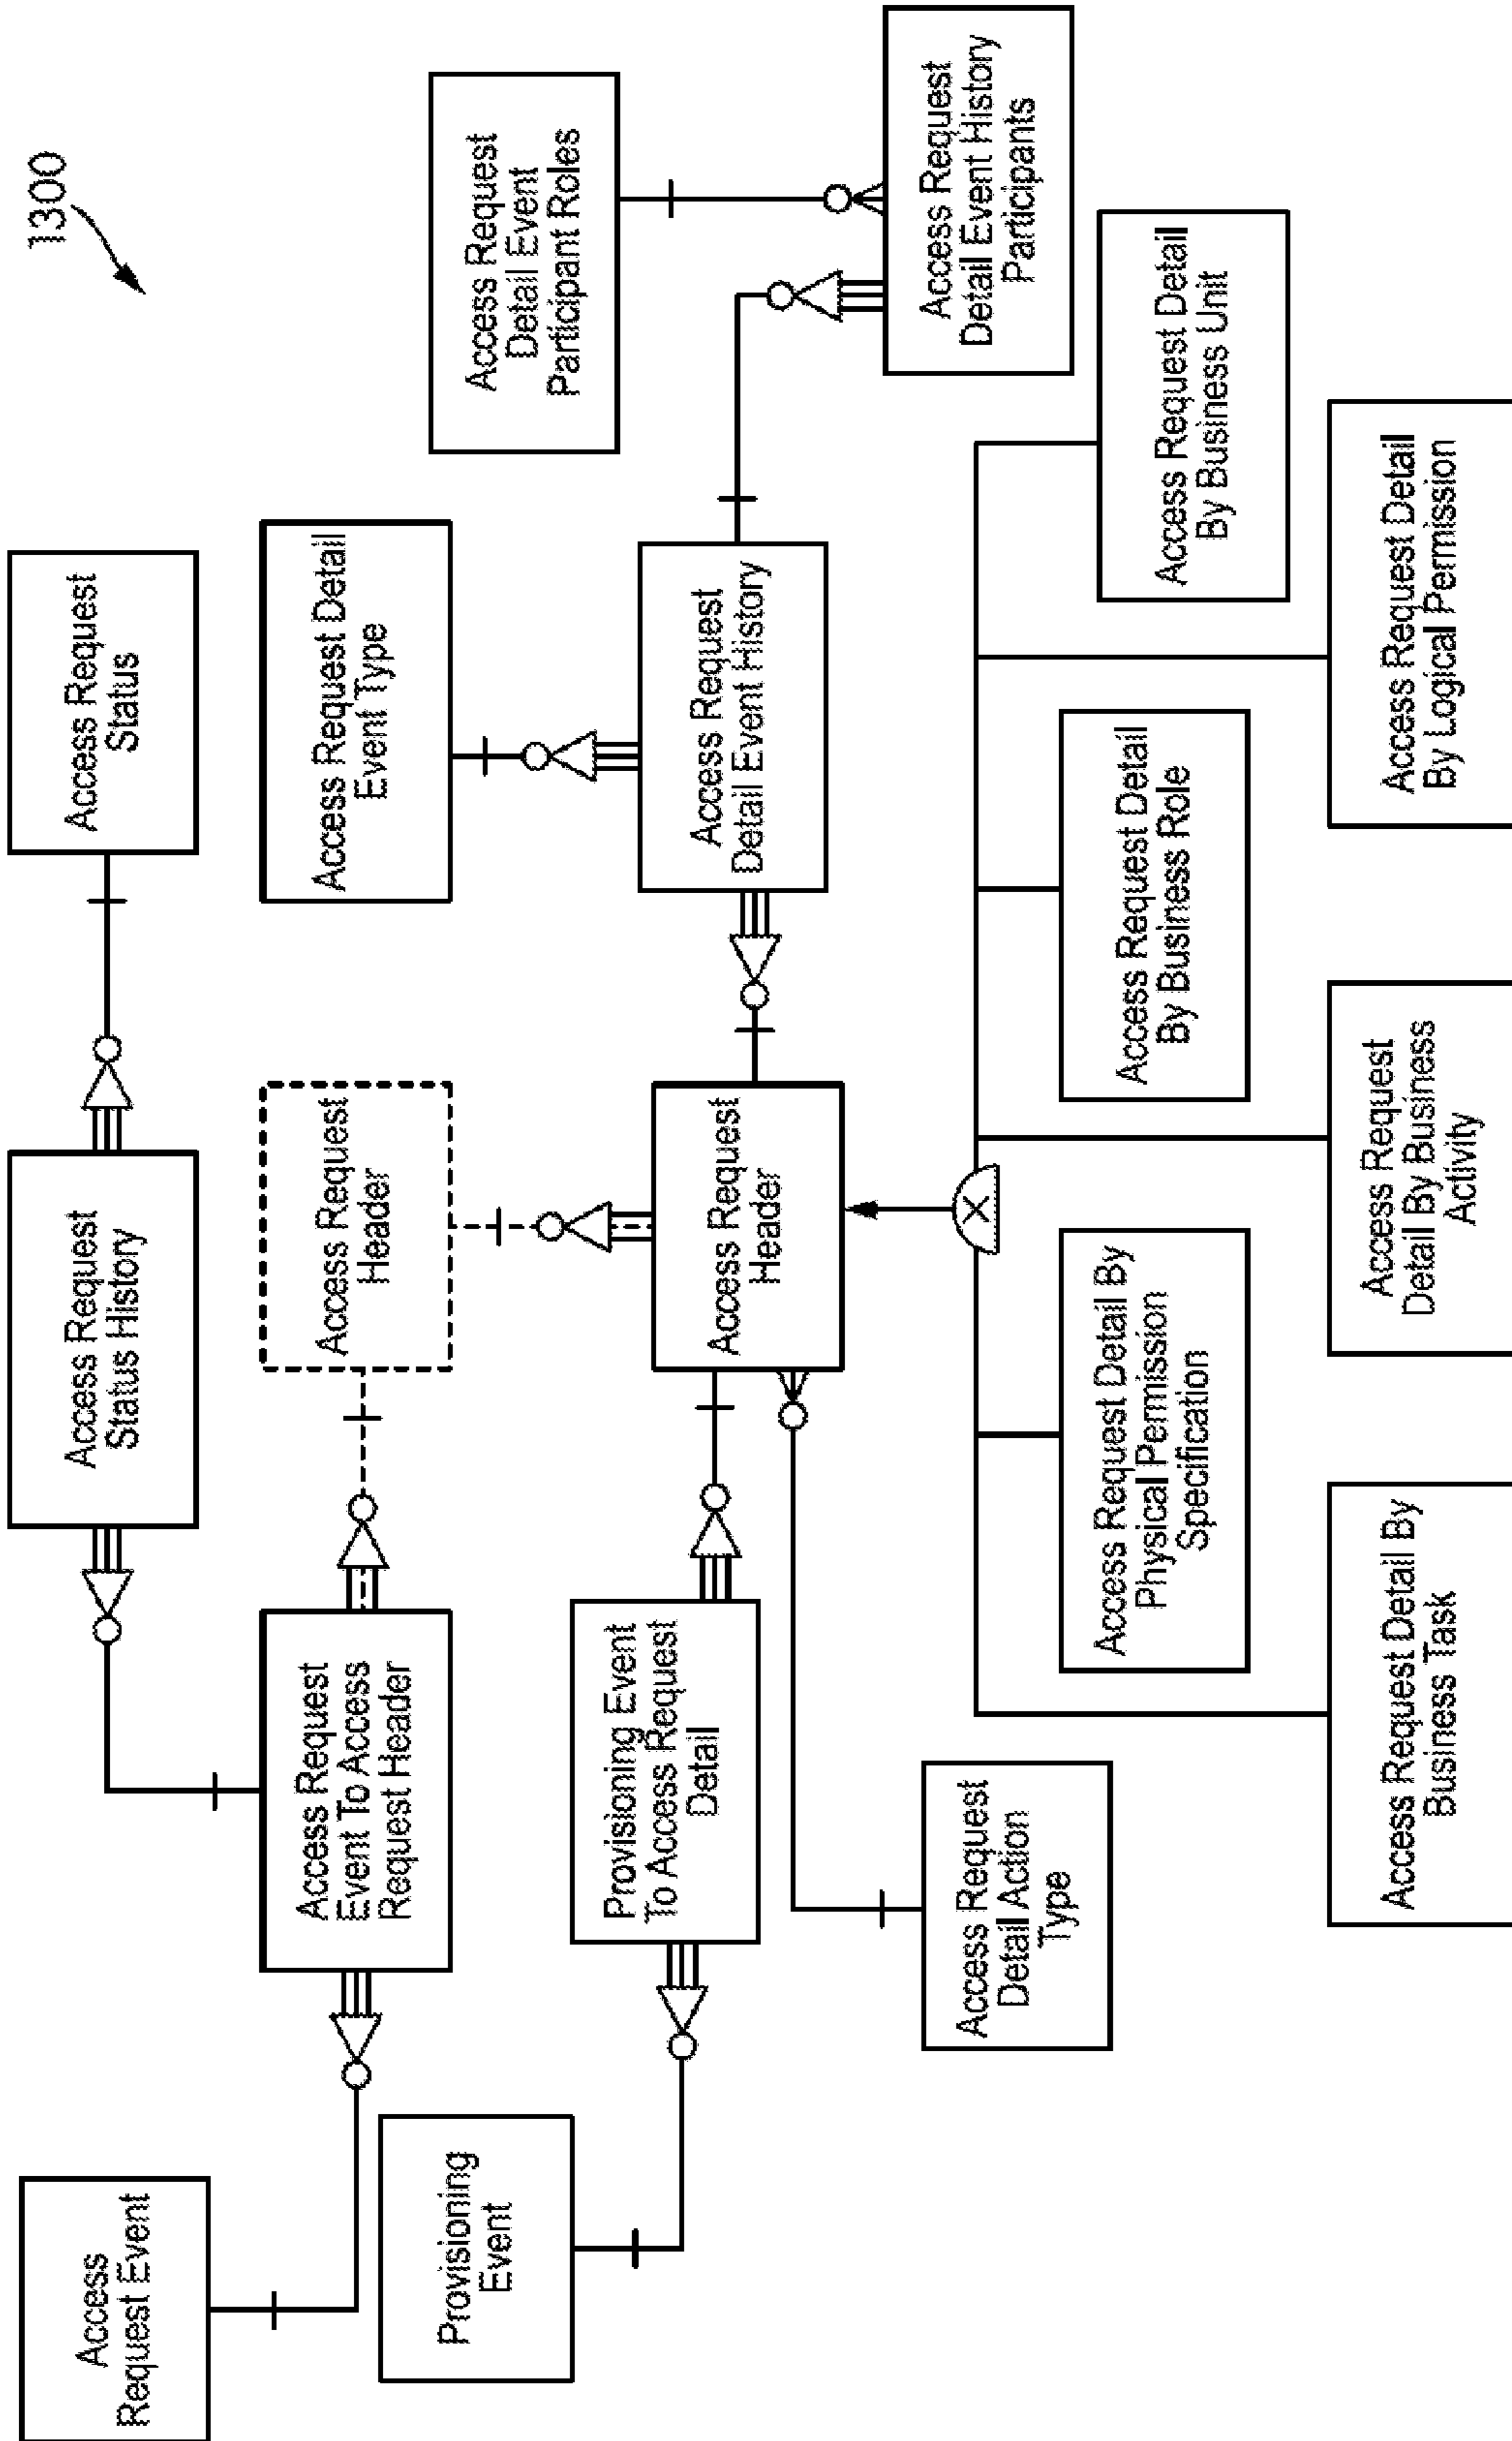 1300
Access
Request Event
Access Request
Status History
Access Request
Status
Access Request
Event To Access
Request Header
Access Request
Header
Access Request Detail
Event Type
Provisioning
Event
Access Request
Detail Event
Participant Roles
Provisioning Event
To Access Request
Detail
Access Request
Header
Access Request
Detail Event History
Access Request
Detail Event History
Participants
Access Request
Detail Action
Type
X
Access Request Detail By
Physical Permission
Specification
Access Request Detail
By Business Role
Access Request Detail
By Business Unit
Access Request Detail By
Business Task
Access Request
Detail By Business
Activity
Access Request Detail
By Logical Permission